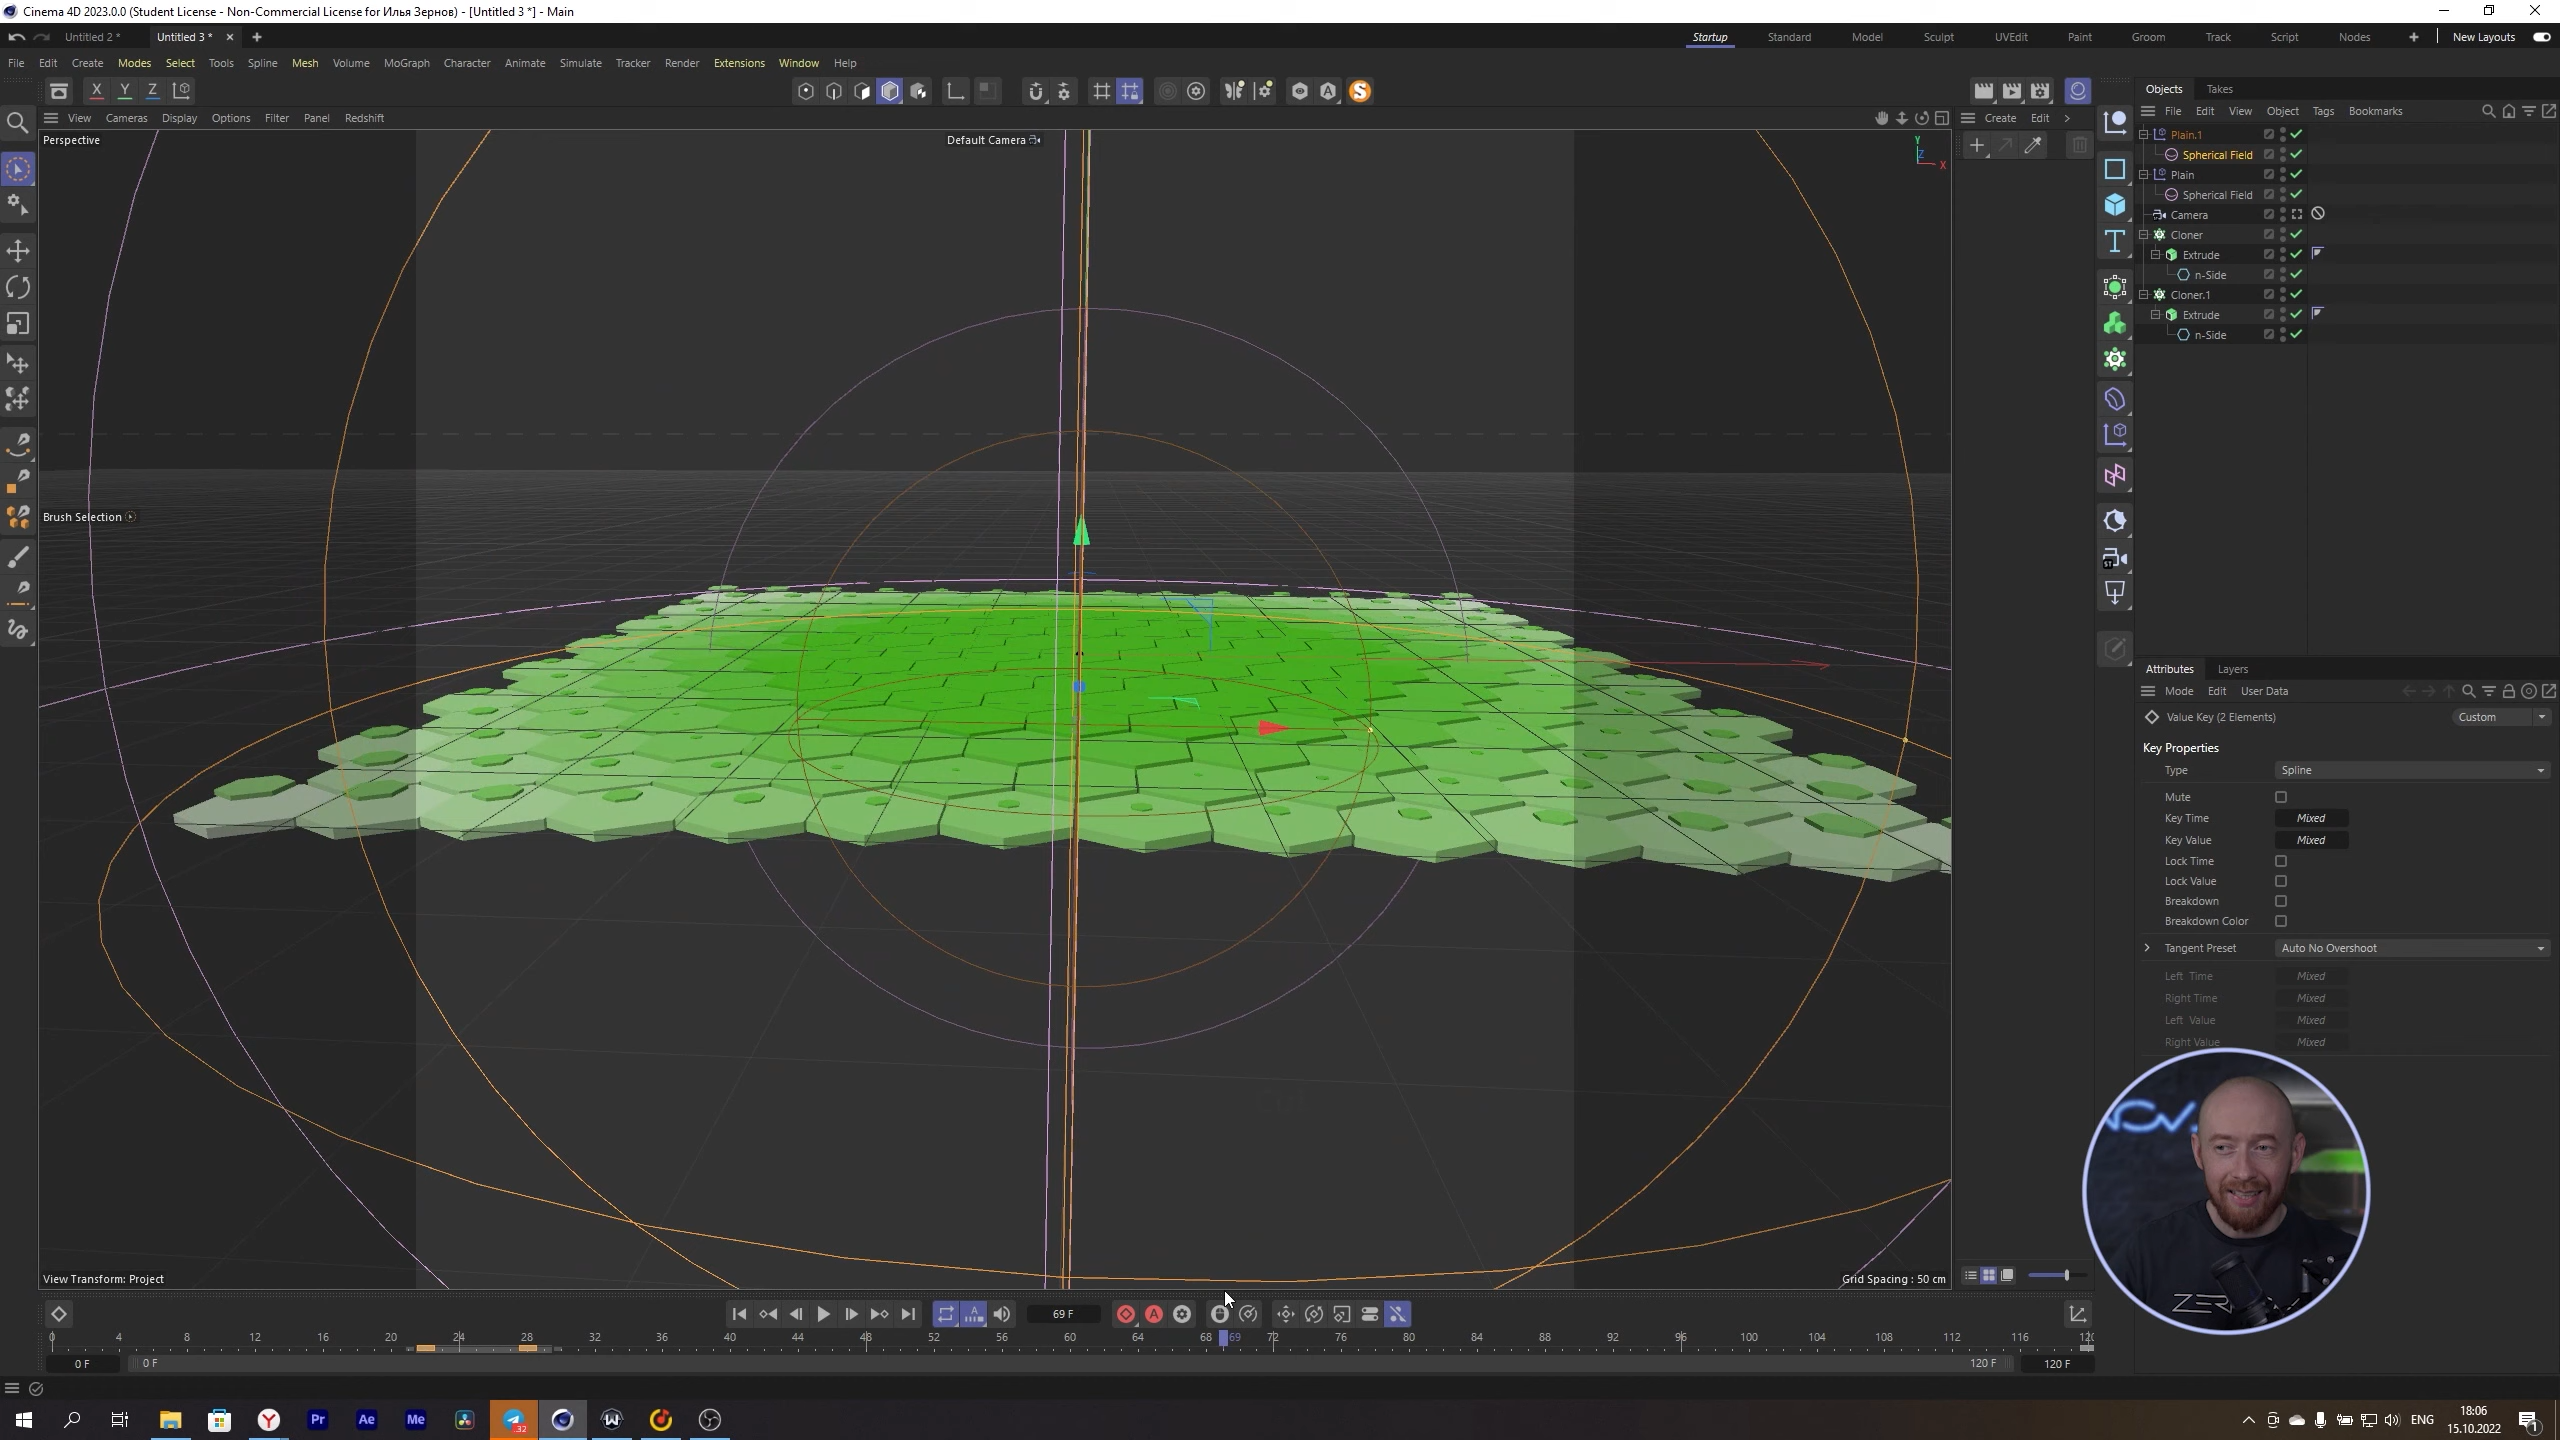 Cinema 4D 2023.0.0 (Student License - Non-Commercial License for Илья Зернов) - [Untitled 3 *] - Main
Untitled 2 *
Untitled 3 *
Startup
Standard
Model
Sculpt
UVEdit
Paint
Groom
Track
Script
Nodes
New Layouts
File
Edit
Create
Modes
Select
Tools
Spline
Mesh
Volume
MoGraph
Character
Animate
Simulate
Tracker
Render
Extensions
Window
Help
X
Y
Z
Objects
Takes
File
Edit
View
Object
Tags
Bookmarks
View
Cameras
Display
Options
Filter
Panel
Redshift
Create
Edit
Perspective
Default Camera
Y
Z
X
Plain.1
Spherical Field
Plain
Spherical Field
Camera
Cloner
Extrude
n-Side
Cloner.1
Extrude
n-Side
Brush Selection
Attributes
Layers
Mode
Edit
User Data
Value Key (2 Elements)
Custom
Key Properties
Type
Spline
Mute
Key Time
Mixed
Key Value
Mixed
Lock Time
Lock Value
Breakdown
Breakdown Color
Tangent Preset
Auto No Overshoot
Left Time
Mixed
Right Time
Mixed
Left Value
Mixed
Right Value
Mixed
View Transform: Project
Grid Spacing : 50 cm
69 F
0 4 8 12 16 20 24 28 32 36 40 44 48 52 56 60 64 68 69 72 76 80 84 88 92 96 100 104 108 112 116 120
0 F
0 F
120 F
120 F
Pr
Ae
Me
32
ENG
18:06
15.10.2022
1